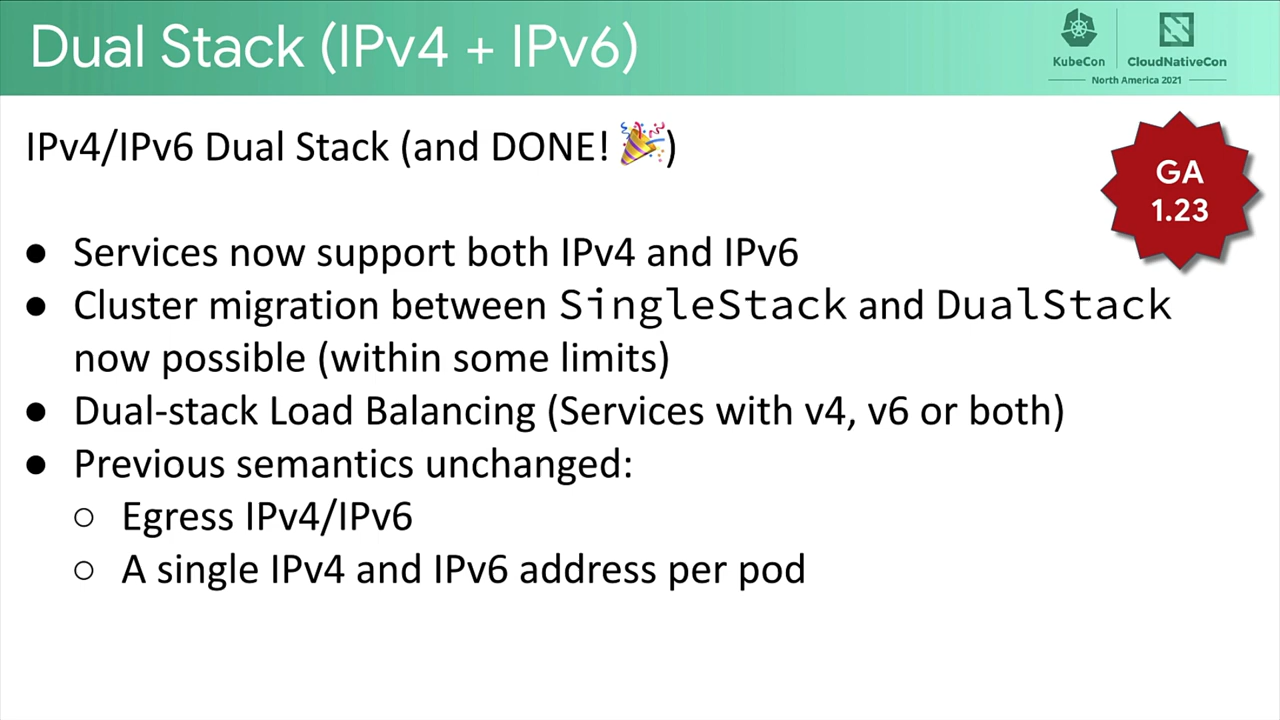 Dual Stack (IPv4 + IPv6)
KubeCon
CloudNativeCon
North America 2021
IPv4/IPv6 Dual Stack (and DONE! 🎉)
GA
1.23
● Services now support both IPv4 and IPv6
● Cluster migration between SingleStack and DualStack
now possible (within some limits)
● Dual-stack Load Balancing (Services with v4, v6 or both)
● Previous semantics unchanged:
○ Egress IPv4/IPv6
○ A single IPv4 and IPv6 address per pod